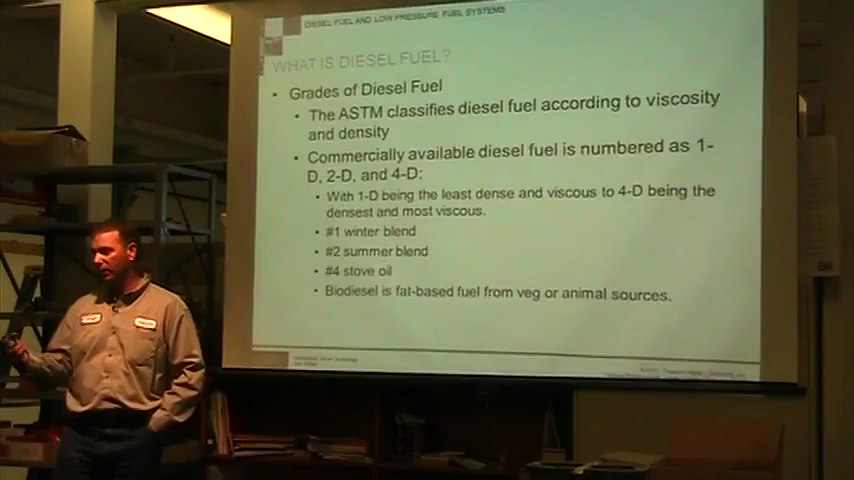 DIESEL FUEL AND LOW PRESSURE FUEL SYSTEMS
WHAT IS DIESEL FUEL?
• Grades of Diesel Fuel
• The ASTM classifies diesel fuel according to viscosity
and density
• Commercially available diesel fuel is numbered as 1-
D, 2-D, and 4-D:
• With 1-D being the least dense and viscous to 4-D being the
densest and most viscous.
• #1 winter blend
• #2 summer blend
• #4 stove oil
• Biodiesel is fat-based fuel from veg or animal sources.